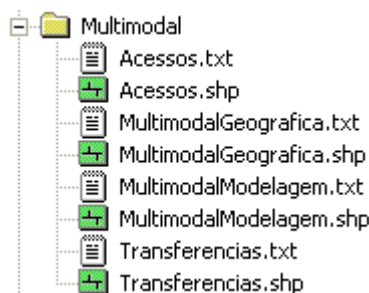 Multimodal
Acessos.txt
Acessos.shp
MultimodalGeografica.txt
MultimodalGeografica.shp
MultimodalModelagem.txt
MultimodalModelagem.shp
Transferencias.txt
Transferencias.shp